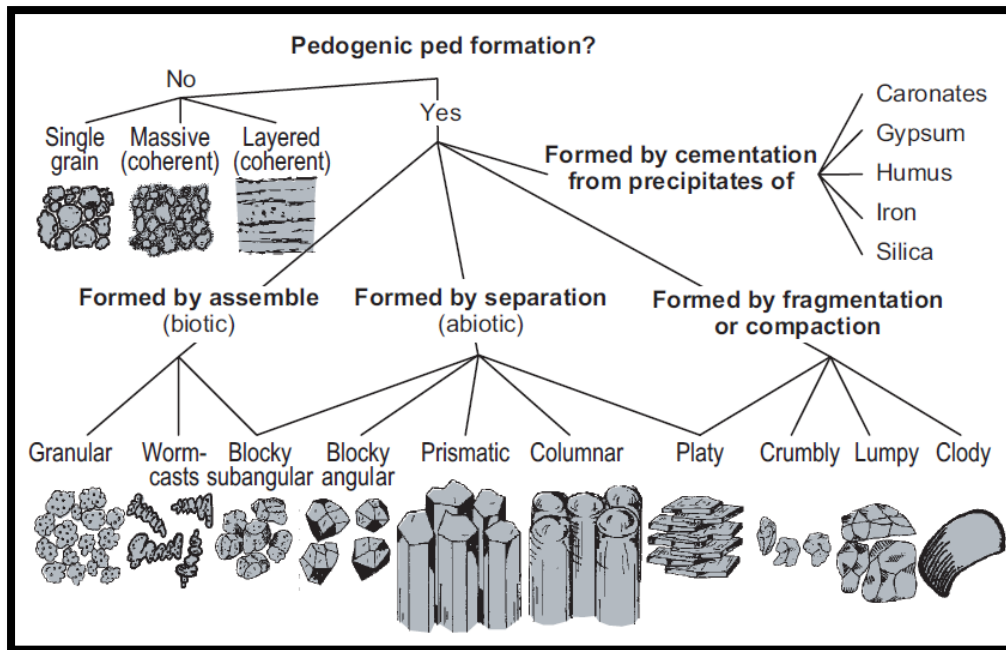 Pedogenic ped formation?
No
Yes
Single
grain
Massive
(coherent)
Layered
(coherent)
Formed by cementation
from precipitates of
Caronates
Gypsum
Humus
Iron
Silica
Formed by assemble
(biotic)
Formed by separation
(abiotic)
Formed by fragmentation
or compaction
Granular
Worm-
casts
Blocky
subangular
Blocky
angular
Prismatic
Columnar
Platy
Crumbly
Lumpy
Clody